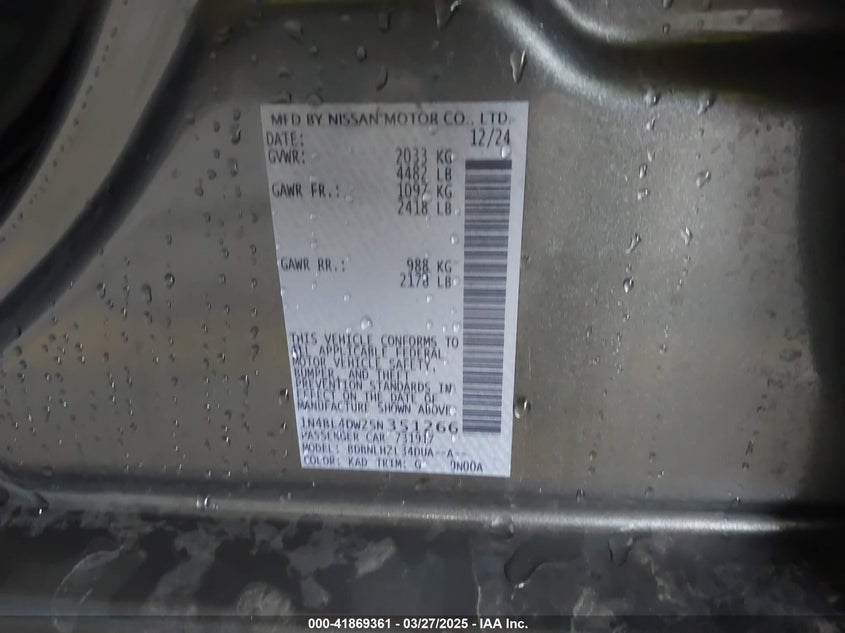 MFD BY NISSAN MOTOR CO., LTD.
DATE: 12/24
GVWR: 2033 KG
4482 LB
GAWR FR.: 1097 KG
2418 LB
GAWR RR.: 988 KG
2178 LB
THIS VEHICLE CONFORMS TO
ALL APPLICABLE FEDERAL
MOTOR VEHICLE SAFETY,
BUMPER, AND THEFT
PREVENTION STANDARDS IN
EFFECT ON THE DATE OF
MANUFACTURE SHOWN ABOVE
1N4BL4DW2SN351266
PASSENGER CAR 731917
MODEL: BDBNLHZL34DUA--A--
COLOR: KAD TRIM: G
000-41869361 - 03/27/2025 - IAA Inc.